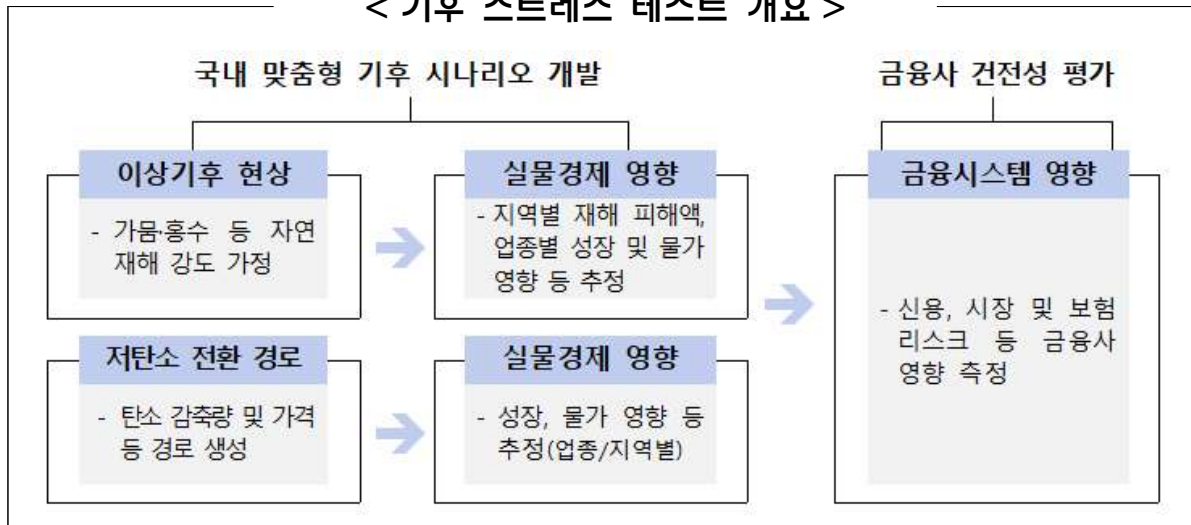 < 기후 스트레스 테스트 개요 >
국내 맞춤형 기후 시나리오 개발
금융사 건전성 평가
이상기후 현상
- 가뭄·홍수 등 자연
재해 강도 가정
실물경제 영향
- 지역별 재해 피해액,
업종별 성장 및 물가
영향 등 추정
저탄소 전환 경로
- 탄소 감축량 및 가격
등 경로 생성
실물경제 영향
- 성장, 물가 영향 등
추정(업종/지역별)
금융시스템 영향
- 신용, 시장 및 보험
리스크 등 금융사
영향 측정